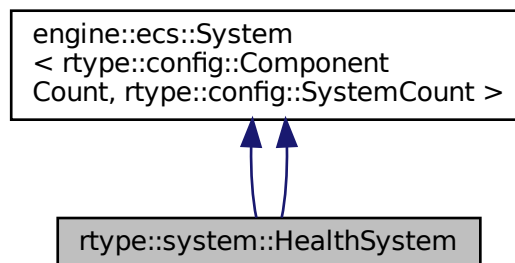 engine::ecs::System
< rtype::config::Component
Count, rtype::config::SystemCount >
rtype::system::HealthSystem